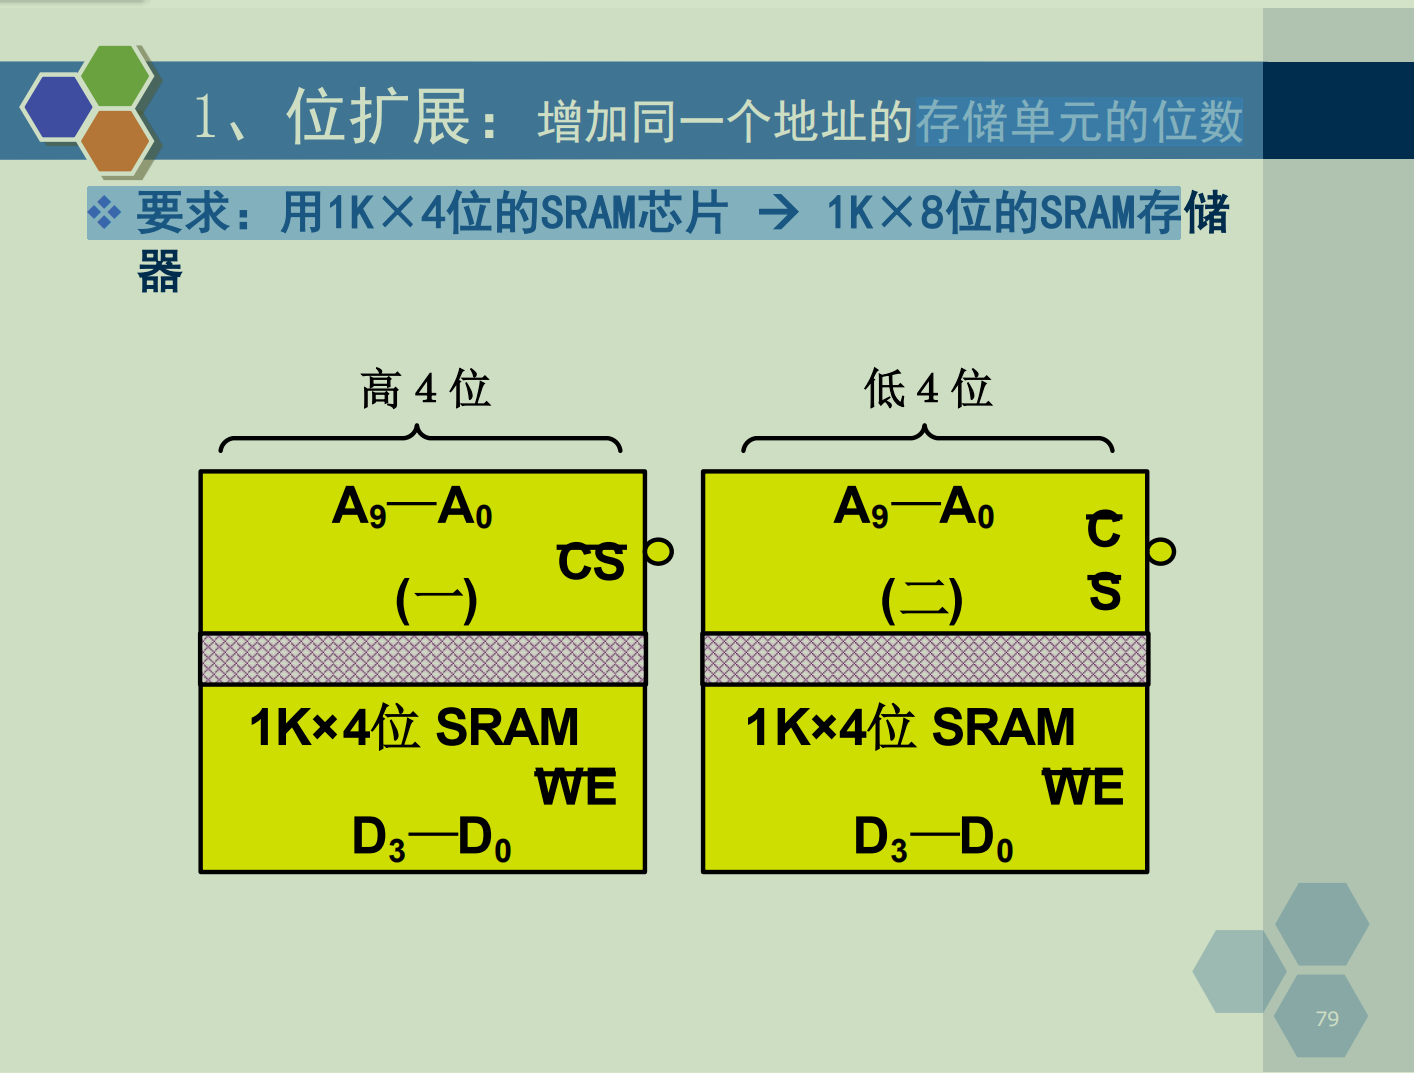 1、位扩展：增加同一个地址的存储单元的位数
要求：用1K×4位的SRAM芯片 → 1K×8位的SRAM存储
器
高 4 位
低 4 位
A₉—A₀
CS
(一)
1K×4位 SRAM
WE
D₃—D₀
A₉—A₀
C
S
(二)
1K×4位 SRAM
WE
D₃—D₀
79